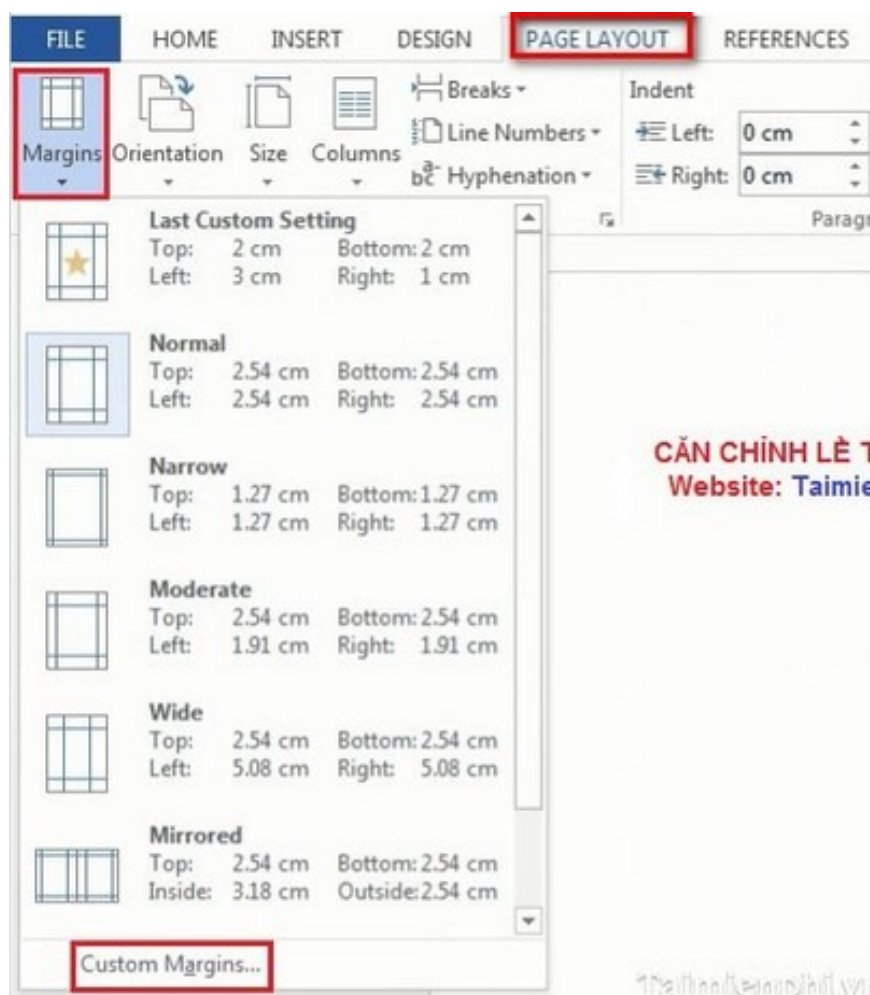 FILE HOME INSERT DESIGN PAGE LAYOUT REFERENCES
Margins Orientation Size Columns
Breaks
Line Numbers
Hyphenation
Indent
Left: 0 cm
Right: 0 cm
Paragr
Last Custom Setting
Top: 2 cm Bottom: 2 cm
Left: 3 cm Right: 1 cm
Normal
Top: 2.54 cm Bottom: 2.54 cm
Left: 2.54 cm Right: 2.54 cm
Narrow
Top: 1.27 cm Bottom: 1.27 cm
Left: 1.27 cm Right: 1.27 cm
Moderate
Top: 2.54 cm Bottom: 2.54 cm
Left: 1.91 cm Right: 1.91 cm
Wide
Top: 2.54 cm Bottom: 2.54 cm
Left: 5.08 cm Right: 5.08 cm
Mirrored
Top: 2.54 cm Bottom: 2.54 cm
Inside: 3.18 cm Outside: 2.54 cm
Custom Margins...
CĂN CHỈNH LỀ T
Website: Taimie